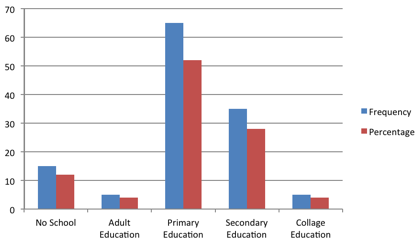 70
60
50
40
30
20
10
0
No School
Adult
Education
Primary
Education
Secondary
Education
Collage
Education
Frequency
Percentage